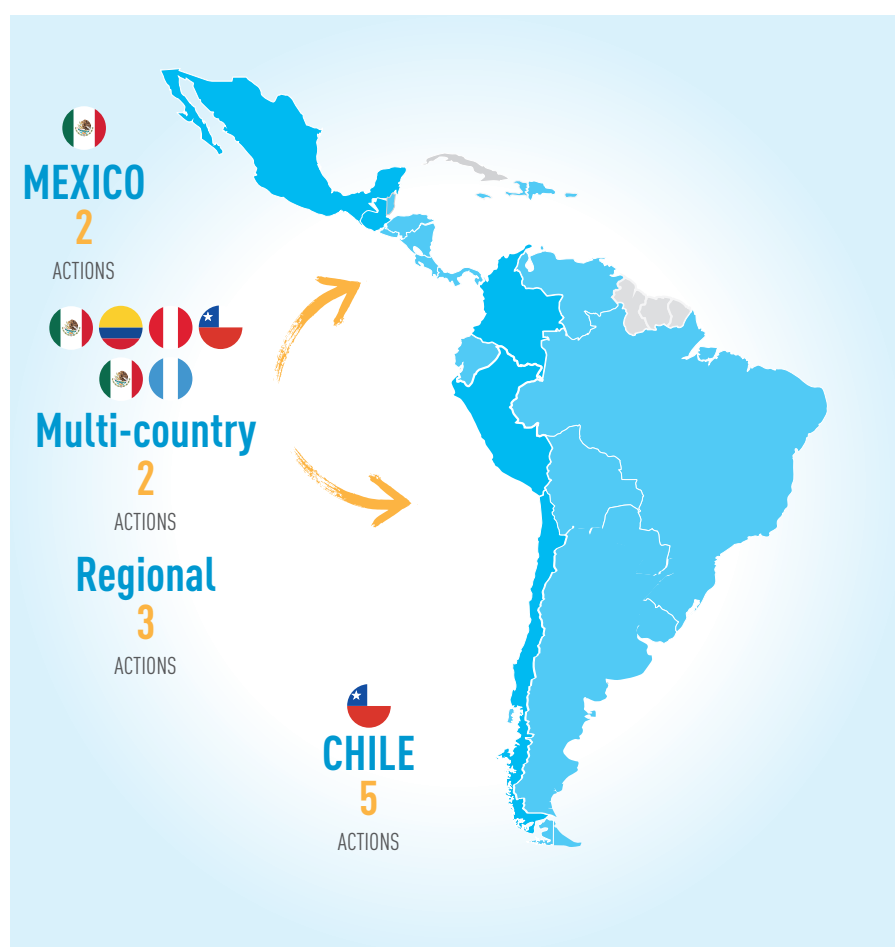 MEXICO
2
ACTIONS
Multi-country
2
ACTIONS
Regional
3
ACTIONS
CHILE
5
ACTIONS